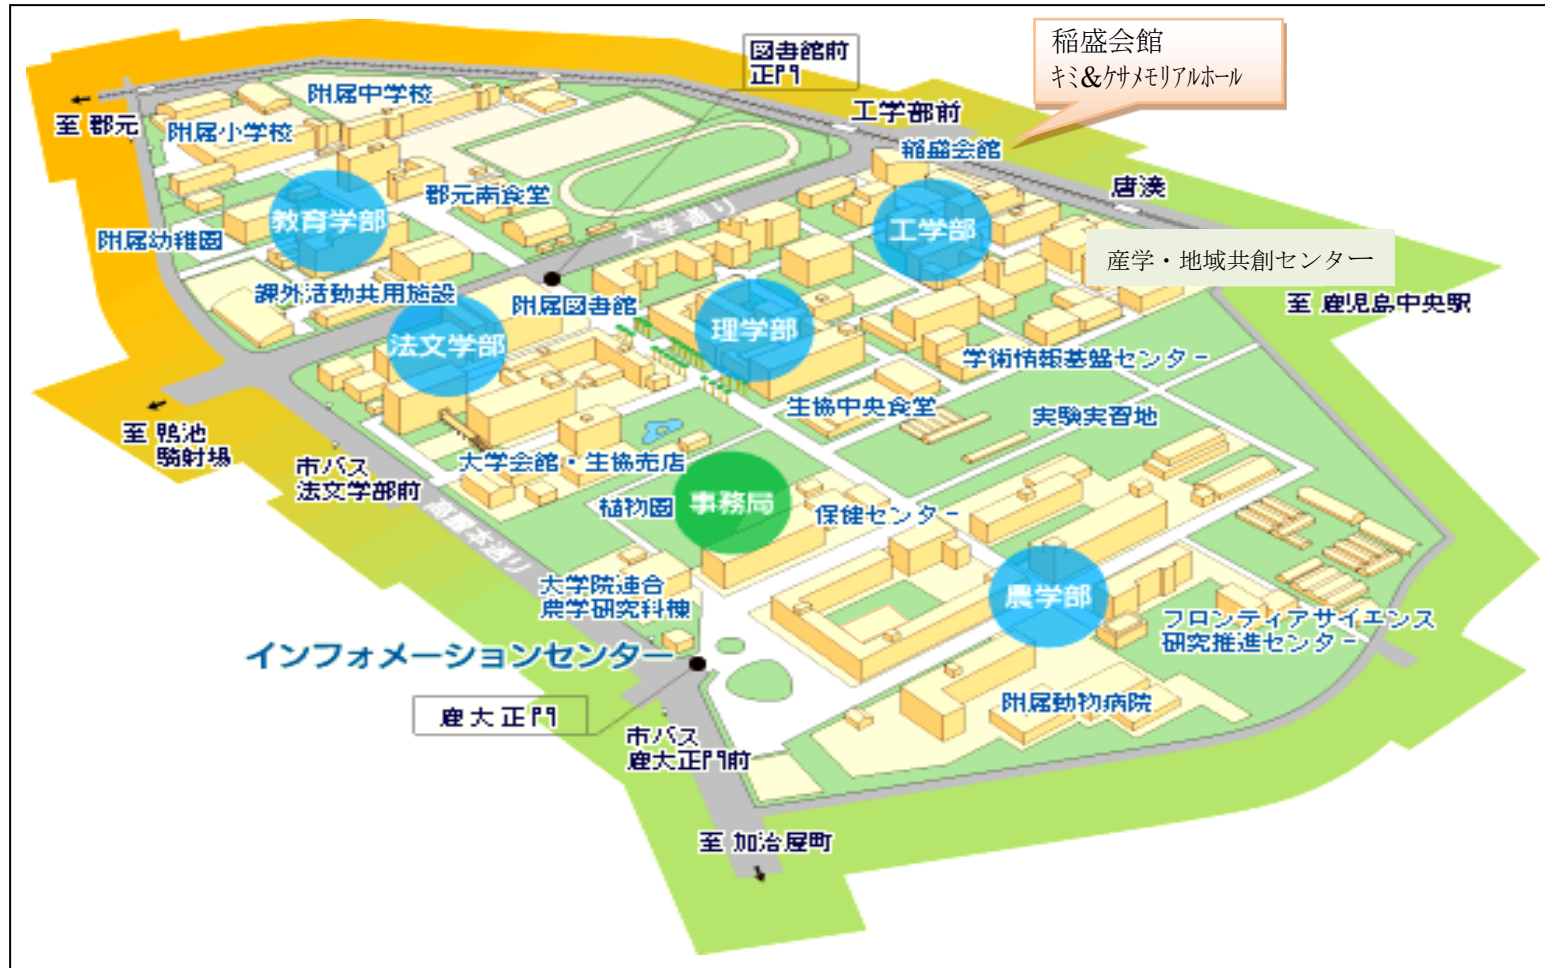 稲盛会館
ｷﾐ&ｹｻﾒﾓﾘｱﾙﾎｰﾙ
図書館前
正門
附属中学校
工学部前
至 郡元
附属小学校
稲盛会館
唐湊
郡元南食堂
教育学部
大学通り
工学部
附属幼稚園
産学・地域共創センター
課外活動共用施設
附属図書館
至 鹿児島中央駅
法文学部
理学部
学術情報基盤センター
生協中央食堂
実験実習地
至 鴨池
騎射場
市バス
法文学部前
大学会館・生協売店
植物園
事務局
保健センター
高麗本通り
大学院連合
農学研究科棟
農学部
フロンティアサイエンス
研究推進センター
インフォメーションセンター
附属動物病院
鹿大正門
市バス
鹿大正門前
至 加治屋町